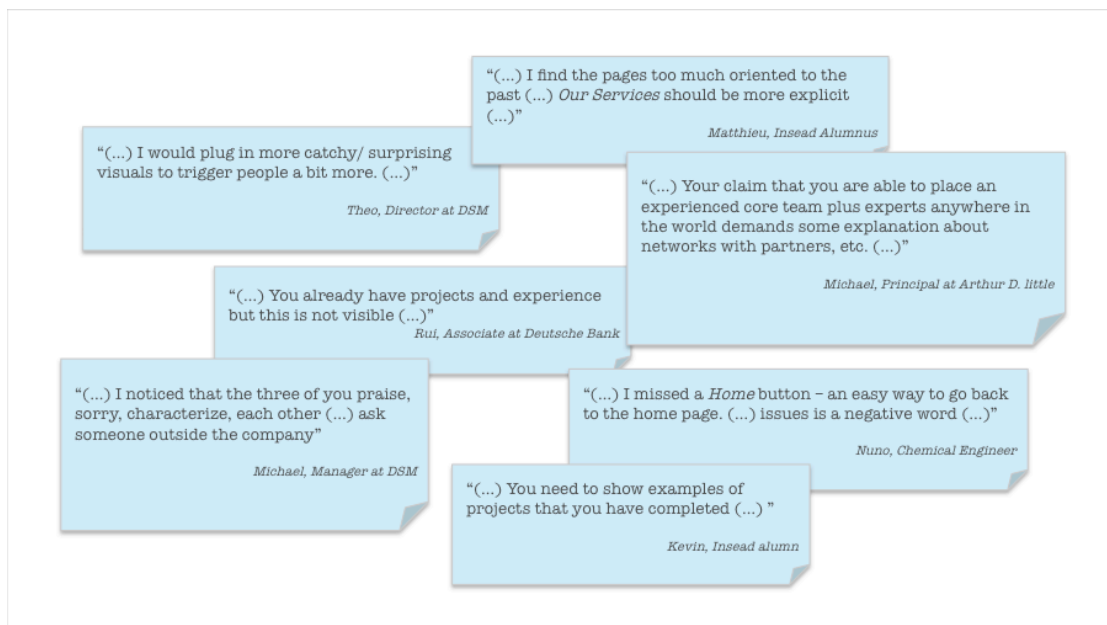 “(...) I find the pages too much oriented to the
past (...) Our Services should be more explicit
(...)”
Matthieu, Insead Alumnus
“(...) I would plug in more catchy/ surprising
visuals to trigger people a bit more. (...)”
Theo, Director at DSM
“(...) Your claim that you are able to place an
experienced core team plus experts anywhere in
the world demands some explanation about
networks with partners, etc. (...)”
Michael, Principal at Arthur D. little
“(...) You already have projects and experience
but this is not visible (...)”
Rui, Associate at Deutsche Bank
“(...) I noticed that the three of you praise,
sorry, characterize, each other (...) ask
someone outside the company”
Michael, Manager at DSM
“(...) I missed a Home button – an easy way to go back
to the home page. (...) issues is a negative word (...)”
Nuno, Chemical Engineer
“(...) You need to show examples of
projects that you have completed (...) ”
Kevin, Insead alumn